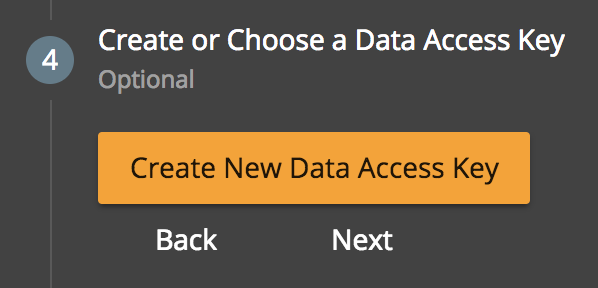 4
Create or Choose a Data Access Key
Optional
Create New Data Access Key
Back Next